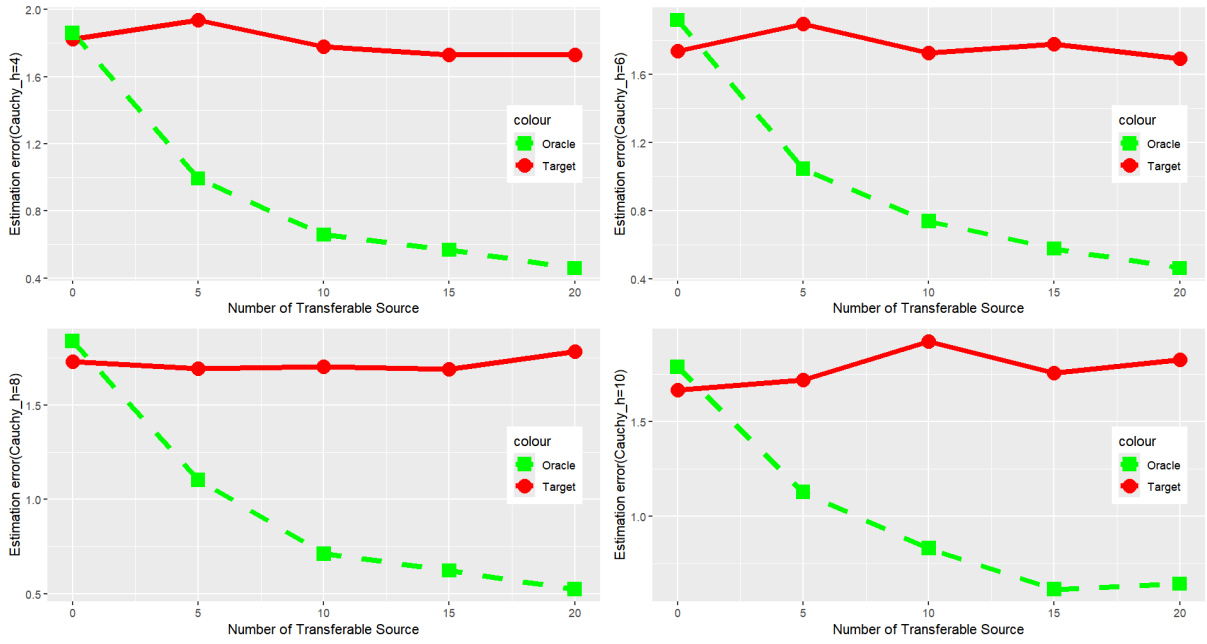 Estimation error(Cauchy_h=4)
2.0
1.6
1.2
0.8
0.4
0 5 10 15 20
Number of Transferable Source
colour
Oracle
Target
Estimation error(Cauchy_h=6)
1.6
1.2
0.8
0.4
0 5 10 15 20
Number of Transferable Source
colour
Oracle
Target
Estimation error(Cauchy_h=8)
1.5
1.0
0.5
0 5 10 15 20
Number of Transferable Source
colour
Oracle
Target
Estimation error(Cauchy_h=10)
1.5
1.0
0 5 10 15 20
Number of Transferable Source
colour
Oracle
Target